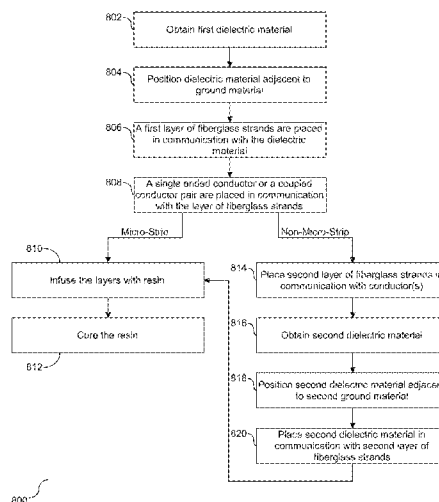 802
Obtain first dielectric material
804
Position dielectric material
adjacent to
ground material
806
A first layer of fiberglass strands are placed
in communication with the dielectric
material
808
A single ended conductor or a coupled
conductor pair are placed in communication
with the layer of fiberglass strands
Micro-Strip
Non-Micro-Strip
810
Infuse the layers with resin
814
Place second layer of fiberglass strands in
communication with conductor(s)
Cure the resin
812
816
Obtain second dielectric material
818
Position second dielectric material adjacent
to second ground material
820
Place second dielectric material in
communication with second layer of
fiberglass strands
800